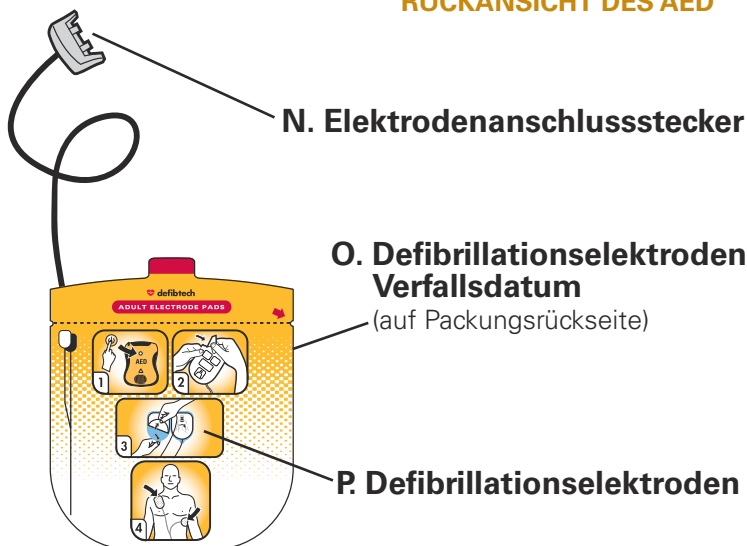 RÜCKANSICHT DES AED
N. Elektrodenanschlussstecker
O. Defibrillationselektroden
Verfallsdatum
(auf Packungsrückseite)
defibtech
ADULT ELECTRODE PADS
AED
1
2
3
P. Defibrillationselektroden
4